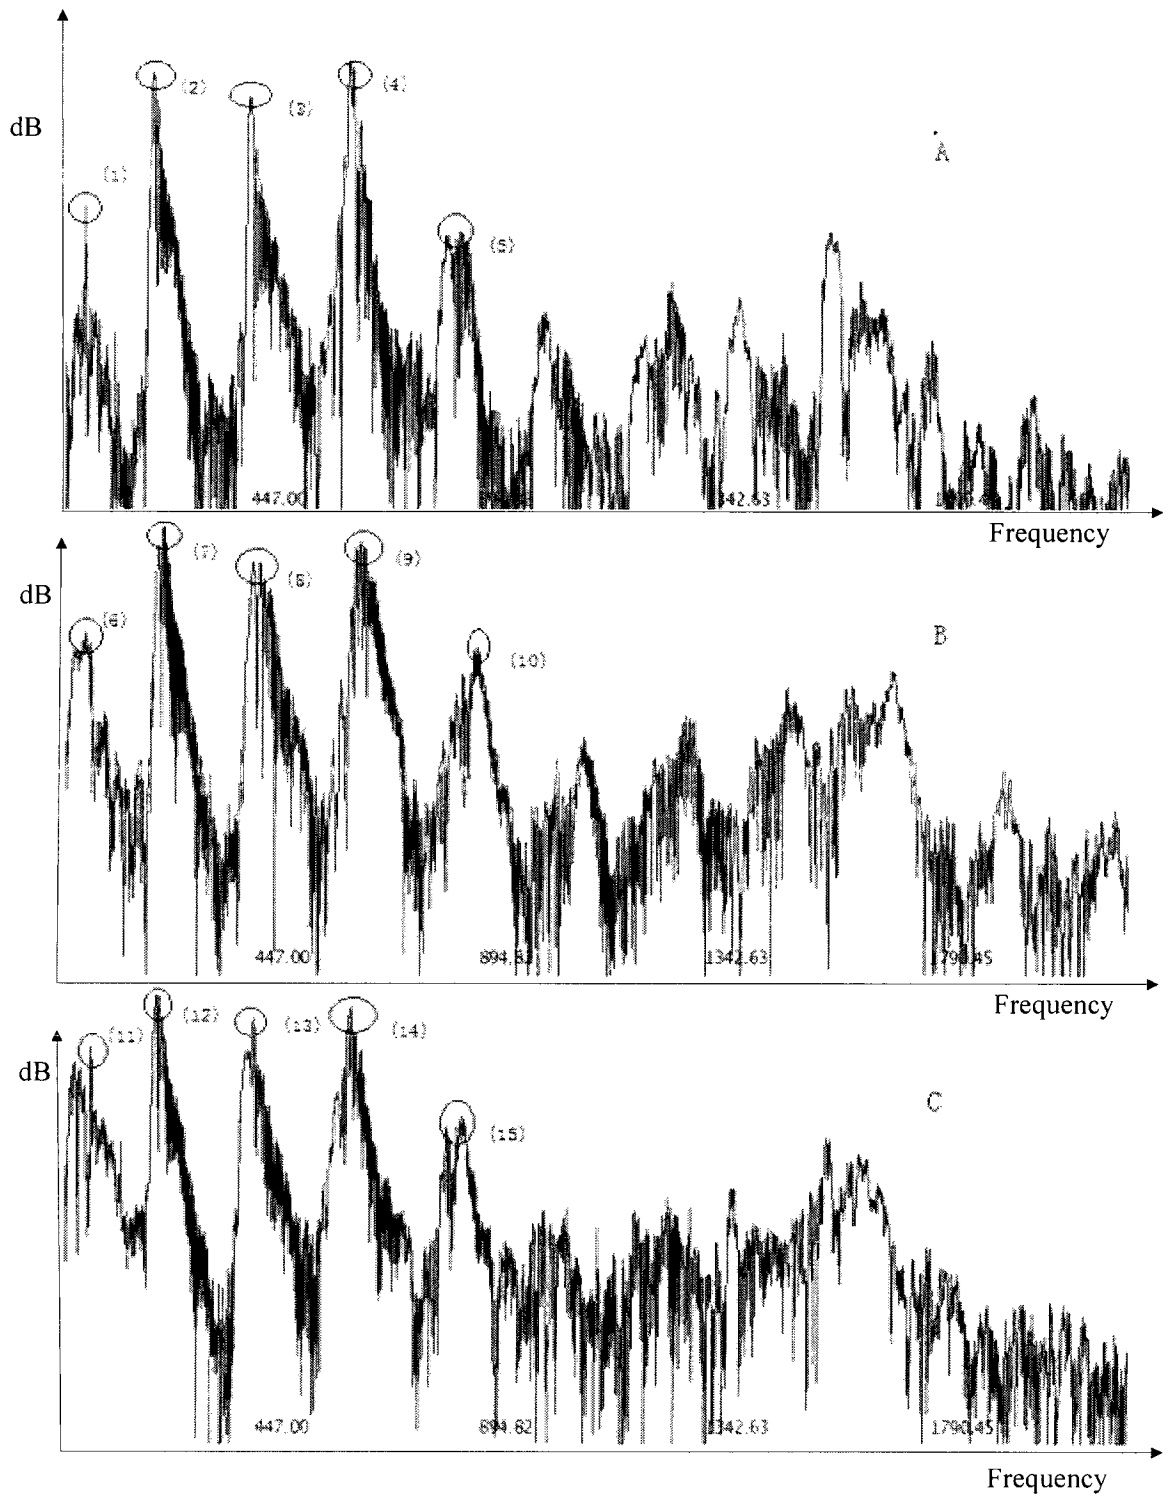 (2)
(3)
(4)
dB
A
(1)
(5)
447.00
Frequency
(7)
(9)
dB
(8)
(6)
B
(10)
447.00 894.82 1342.63 1790.45
Frequency
(11) (12) (13) (14)
dB
C
(15)
447.00 894.82 1342.63 1790.45
Frequency